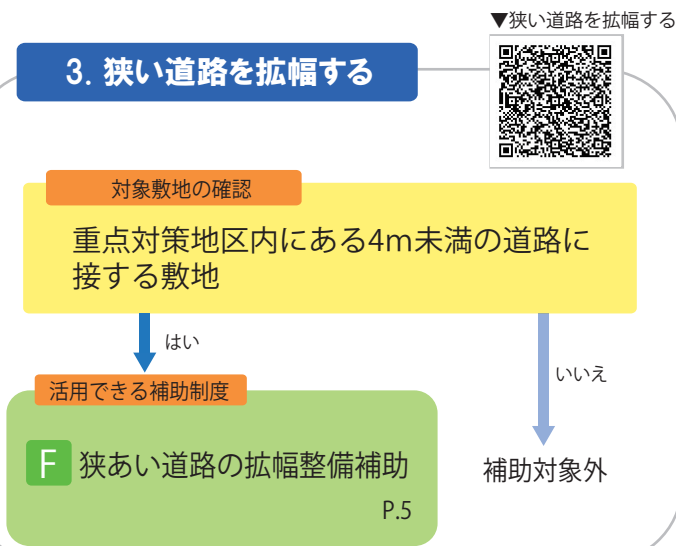 ▼狭い道路を拡幅する
3. 狭い道路を拡幅する
対象敷地の確認
重点対策地区内にある4m未満の道路に
接する敷地
はい
いいえ
活用できる補助制度
F 狭あい道路の拡幅整備補助
P.5
補助対象外